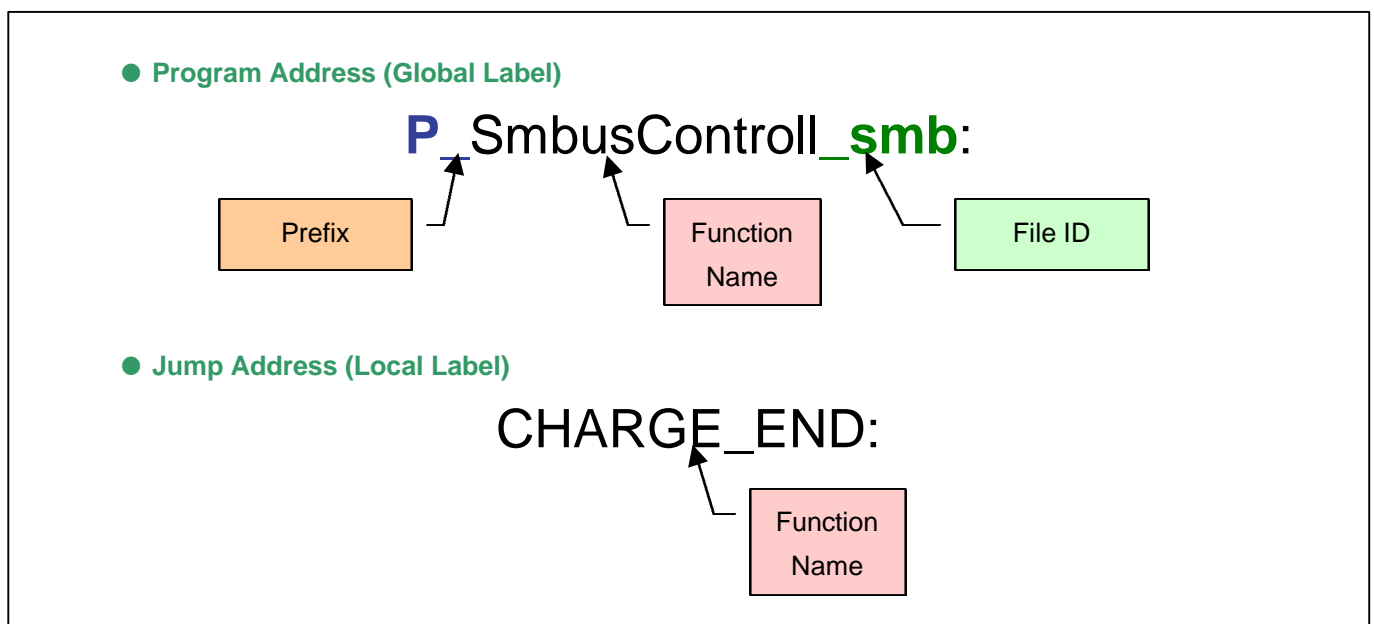 ● Program Address (Global Label)
P_SmbusControll_smb:
Prefix
Function
Name
File ID
● Jump Address (Local Label)
CHARGE_END:
Function
Name